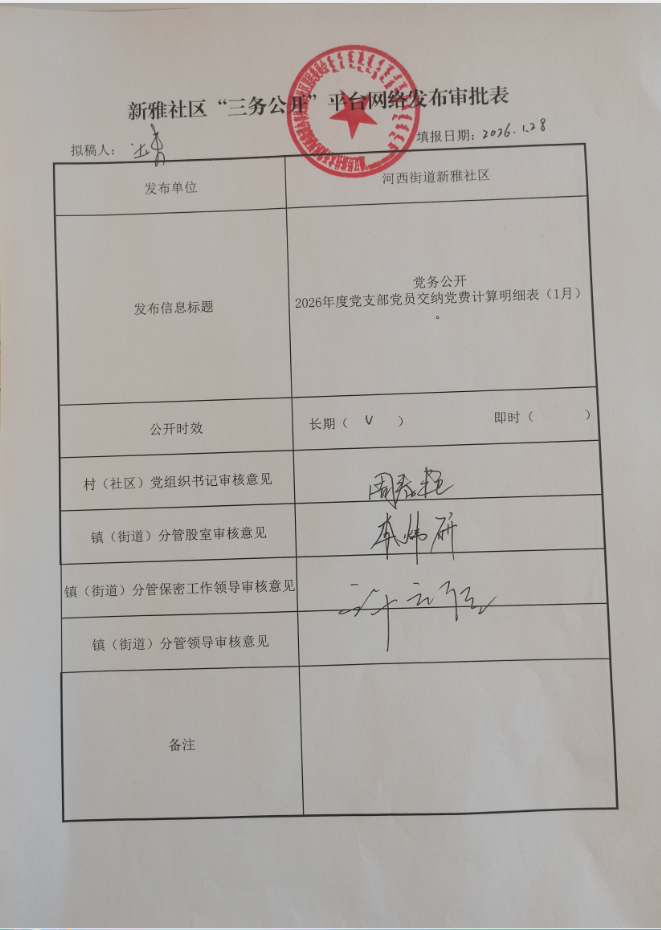 新雅社区“三务公开”平台网络发布审批表
拟稿人：
填报日期：2026.1.28
发布单位
河西街道新雅社区
发布信息标题
党务公开
2026年度党支部党员交纳党费计算明细表（1月）
。
公开时效
长期（ V ） 即时（ ）
村（社区）党组织书记审核意见
镇（街道）分管股室审核意见
镇（街道）分管保密工作领导审核意见
镇（街道）分管领导审核意见
备注